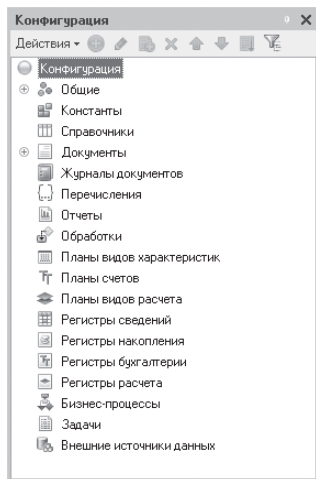 Конфигурация
Действия
Конфигурация
Общие
Константы
Справочники
Документы
Журналы документов
Перечисления
Отчеты
Обработки
Планы видов характеристик
Планы счетов
Планы видов расчета
Регистры сведений
Регистры накопления
Регистры бухгалтерии
Регистры расчета
Бизнес-процессы
Задачи
Внешние источники данных